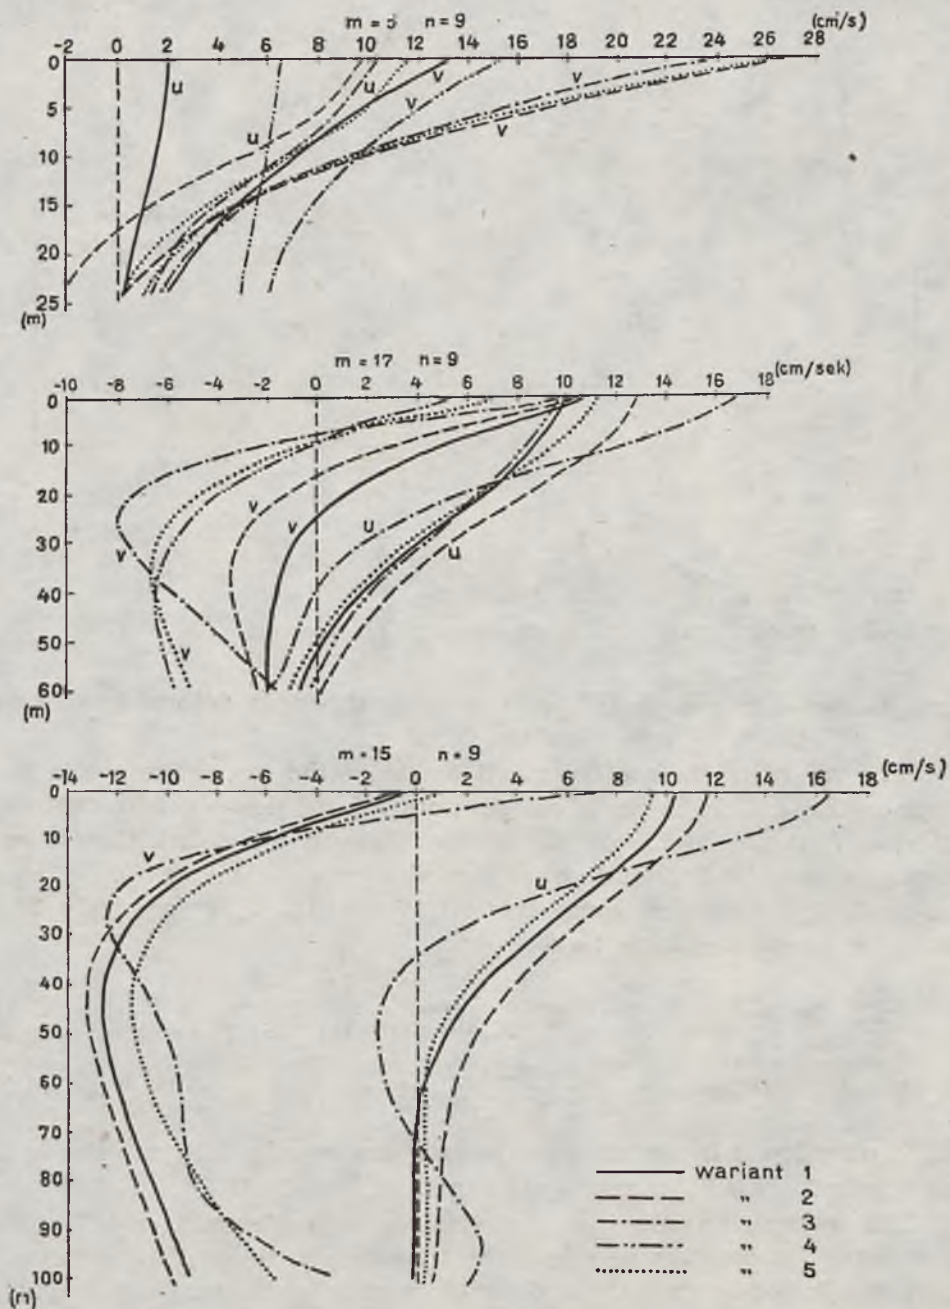 m = 5 n = 9 (cm/s)
-2 0 2 4 6 8 10 12 14 16 18 20 22 24 26 28
0
u u v v
5
v
u v
10
15
20
25
(m)
m = 17 n = 9
-10 -8 -6 -4 -2 0 2 4 6 8 10 12 14 16 18 (cm/sek)
0
10
20
v
v u
30
v u
40
50
v
60
(m)
m = 15 n = 9
-14 -12 -10 -8 -6 -4 -2 0 2 4 6 8 10 12 14 16 18 (cm/s)
0
10
v
20
u
30
40
50
60
70
wariant 1
80
" 2
" 3
90
" 4
100
" 5
(m)